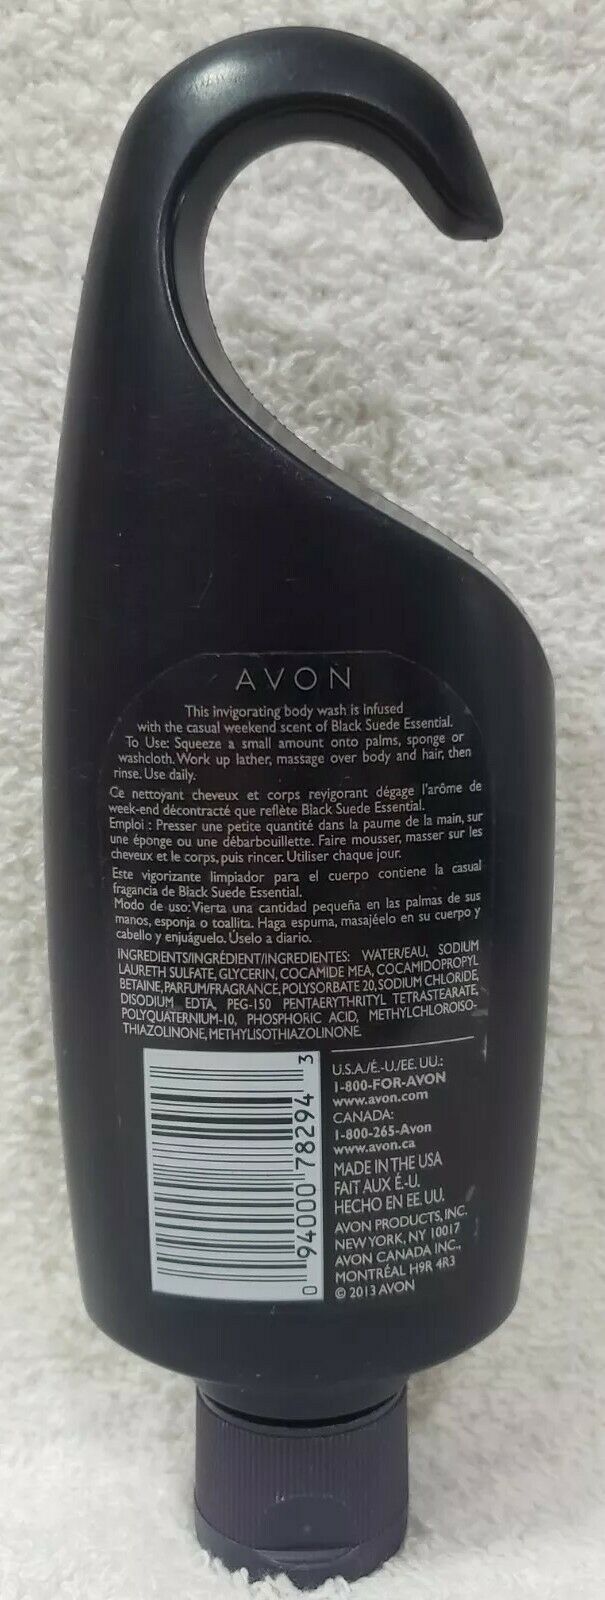 AVON
This invigorating body wash is infused
with the casual weekend scent of Black Suede Essential.
To Use: Squeeze a small amount onto palms, sponge or
washcloth. Work up lather, massage over body and hair, then
rinse. Use daily.
Ce nettoyant cheveux et corps revigorant dégage l'arôme de
week-end décontracté que reflète Black Suede Essential.
Emploi : Presser une petite quantité dans la paume de la main, sur
une éponge ou une débarbouillette. Faire mousser, masser sur les
cheveux et le corps, puis rincer. Utiliser chaque jour.
Este vigorizante limpiador para el cuerpo contiene la casual
fragancia de Black Suede Essential.
Modo de uso: Vierta una cantidad pequeña en las palmas de sus
manos, esponja o toallita. Haga espuma, masajéelo en su cuerpo y
cabello y enjuáguelo. Úselo a diario.
INGREDIENTS/INGRÉDIENT/INGREDIENTES: WATER/EAU, SODIUM
LAURETH SULFATE, GLYCERIN, COCAMIDE MEA, COCAMIDOPROPYL
BETAINE, PARFUM/FRAGRANCE, POLYSORBATE 20, SODIUM CHLORIDE,
DISODIUM EDTA, PEG-150 PENTAERYTHRITYL TETRASTEARATE,
POLYQUATERNIUM-10, PHOSPHORIC ACID, METHYLCHLOROISO-
THIAZOLINONE, METHYLISOTHIAZOLINONE.
0 94000 78294 3
U.S.A./É.-U./EE. UU.:
1-800-FOR-AVON
www.avon.com
CANADA:
1-800-265-Avon
www.avon.ca
MADE IN THE USA
FAIT AUX É.-U.
HECHO EN EE. UU.
AVON PRODUCTS, INC.
NEW YORK, NY 10017
AVON CANADA INC.,
MONTRÉAL H9R 4R3
© 2013 AVON